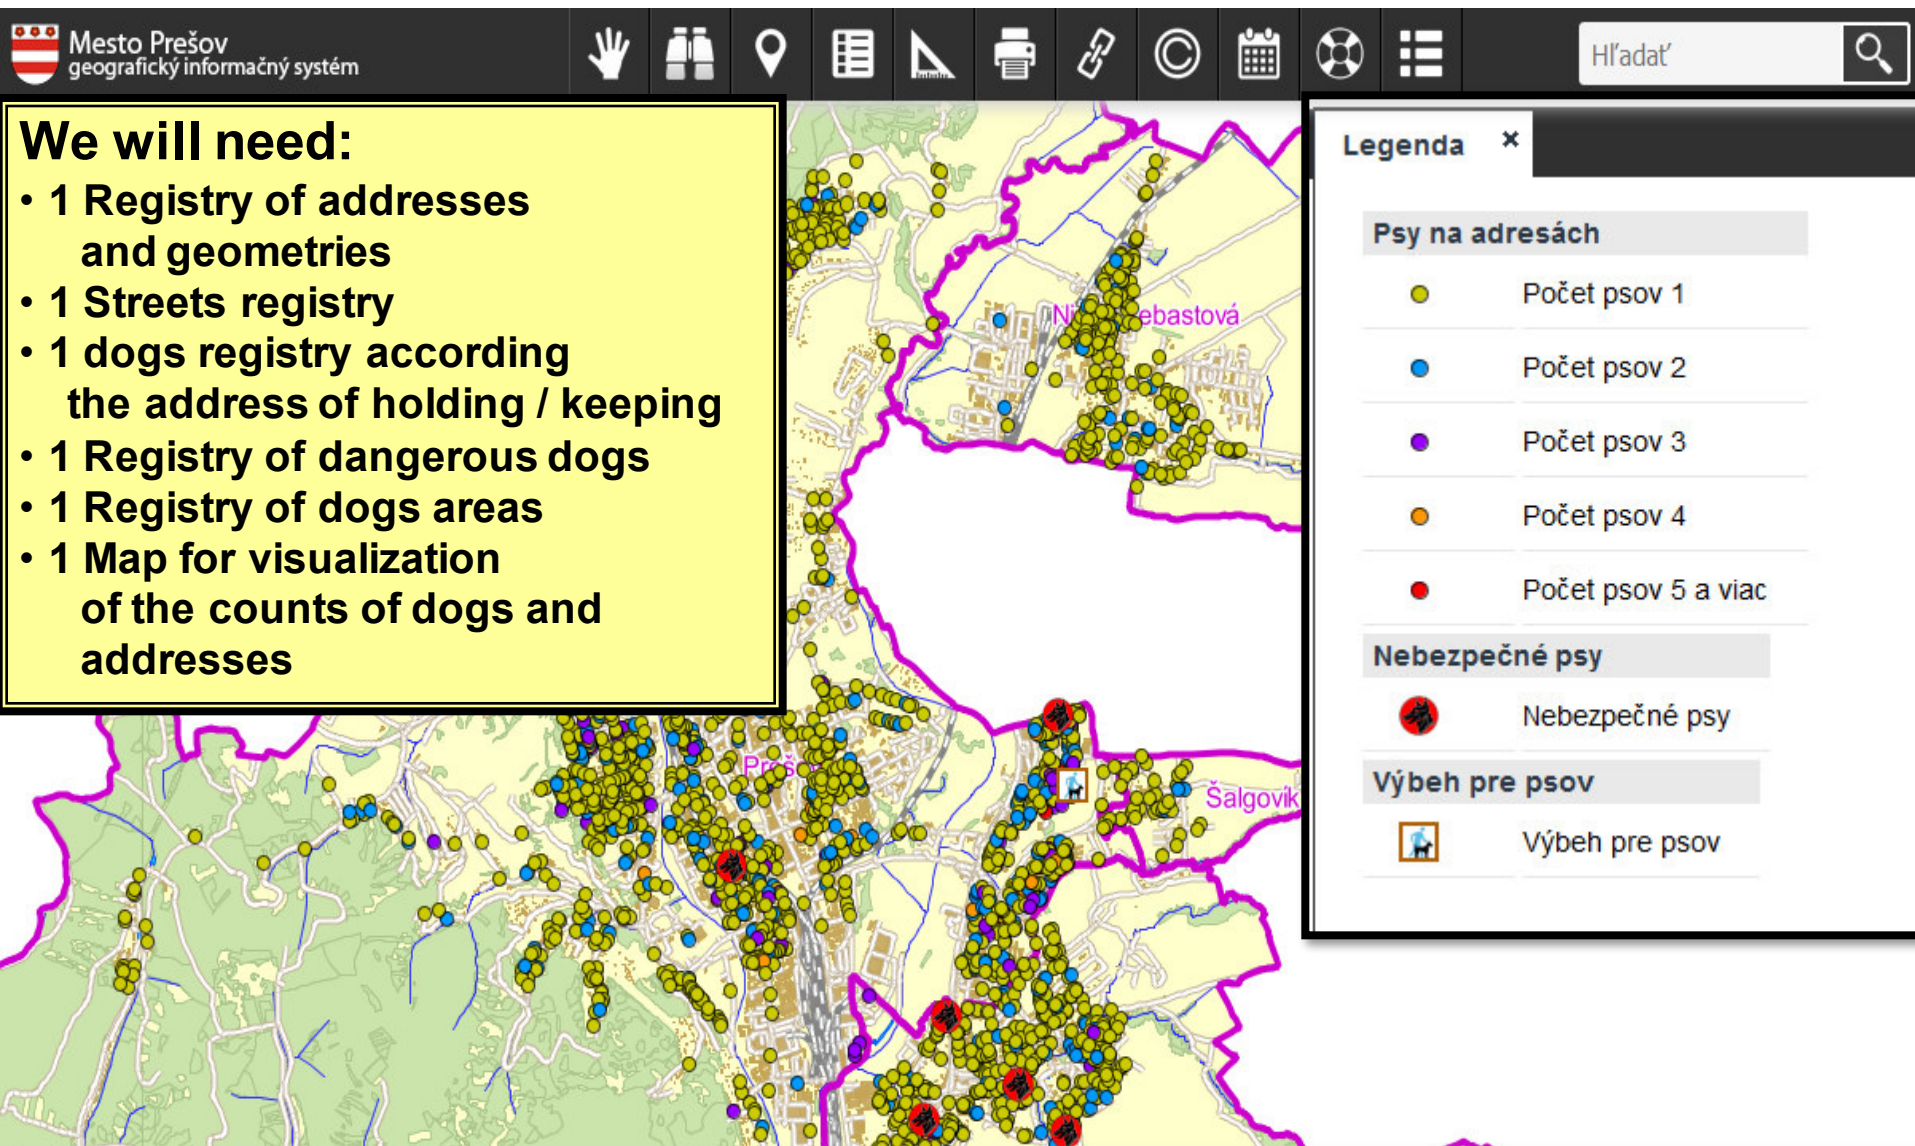 Mesto Prešov
geografický informačný systém
Hľadať
We will need:
• 1 Registry of addresses
and geometries
• 1 Streets registry
• 1 dogs registry according
the address of holding / keeping
• 1 Registry of dangerous dogs
• 1 Registry of dogs areas
• 1 Map for visualization
of the counts of dogs and
addresses
Legenda ×
Psy na adresách
Počet psov 1
Počet psov 2
Počet psov 3
Počet psov 4
Počet psov 5 a viac
Nebezpečné psy
Nebezpečné psy
Výbeh pre psov
Výbeh pre psov
Šalgovík